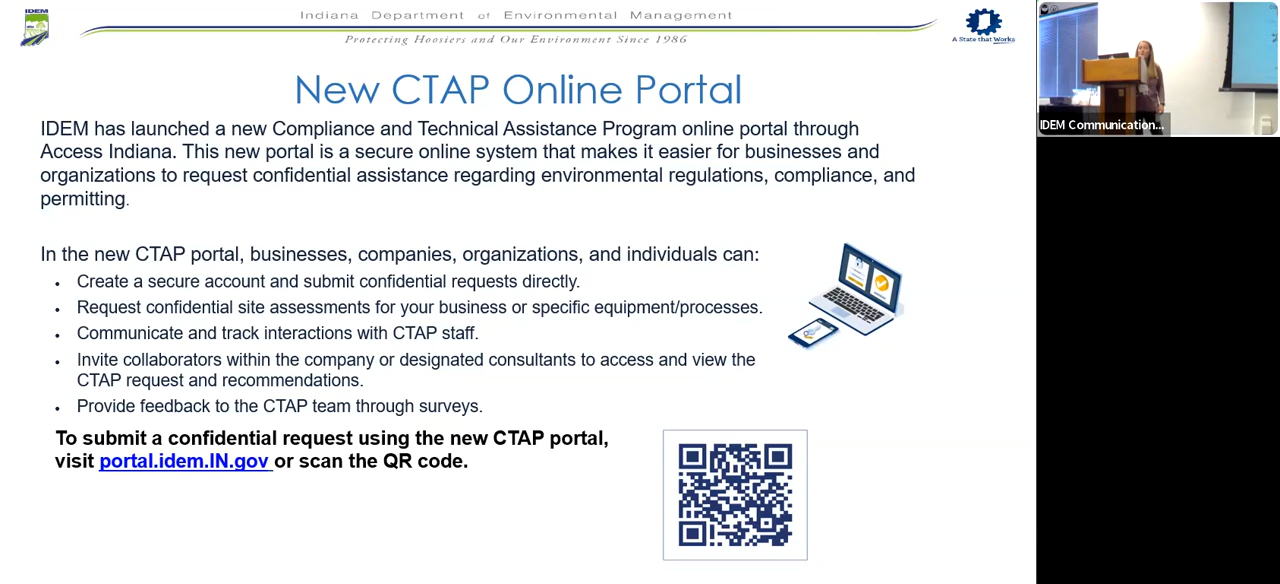 IDEM
Indiana Department of Environmental Management
Protecting Hoosiers and Our Environment Since 1986
A State that Works
New CTAP Online Portal
IDEM has launched a new Compliance and Technical Assistance Program online portal through
Access Indiana. This new portal is a secure online system that makes it easier for businesses and
organizations to request confidential assistance regarding environmental regulations, compliance, and
permitting.
In the new CTAP portal, businesses, companies, organizations, and individuals can:
• Create a secure account and submit confidential requests directly.
• Request confidential site assessments for your business or specific equipment/processes.
• Communicate and track interactions with CTAP staff.
• Invite collaborators within the company or designated consultants to access and view the
CTAP request and recommendations.
• Provide feedback to the CTAP team through surveys.
To submit a confidential request using the new CTAP portal,
visit portal.idem.IN.gov or scan the QR code.
IDEM Communication...